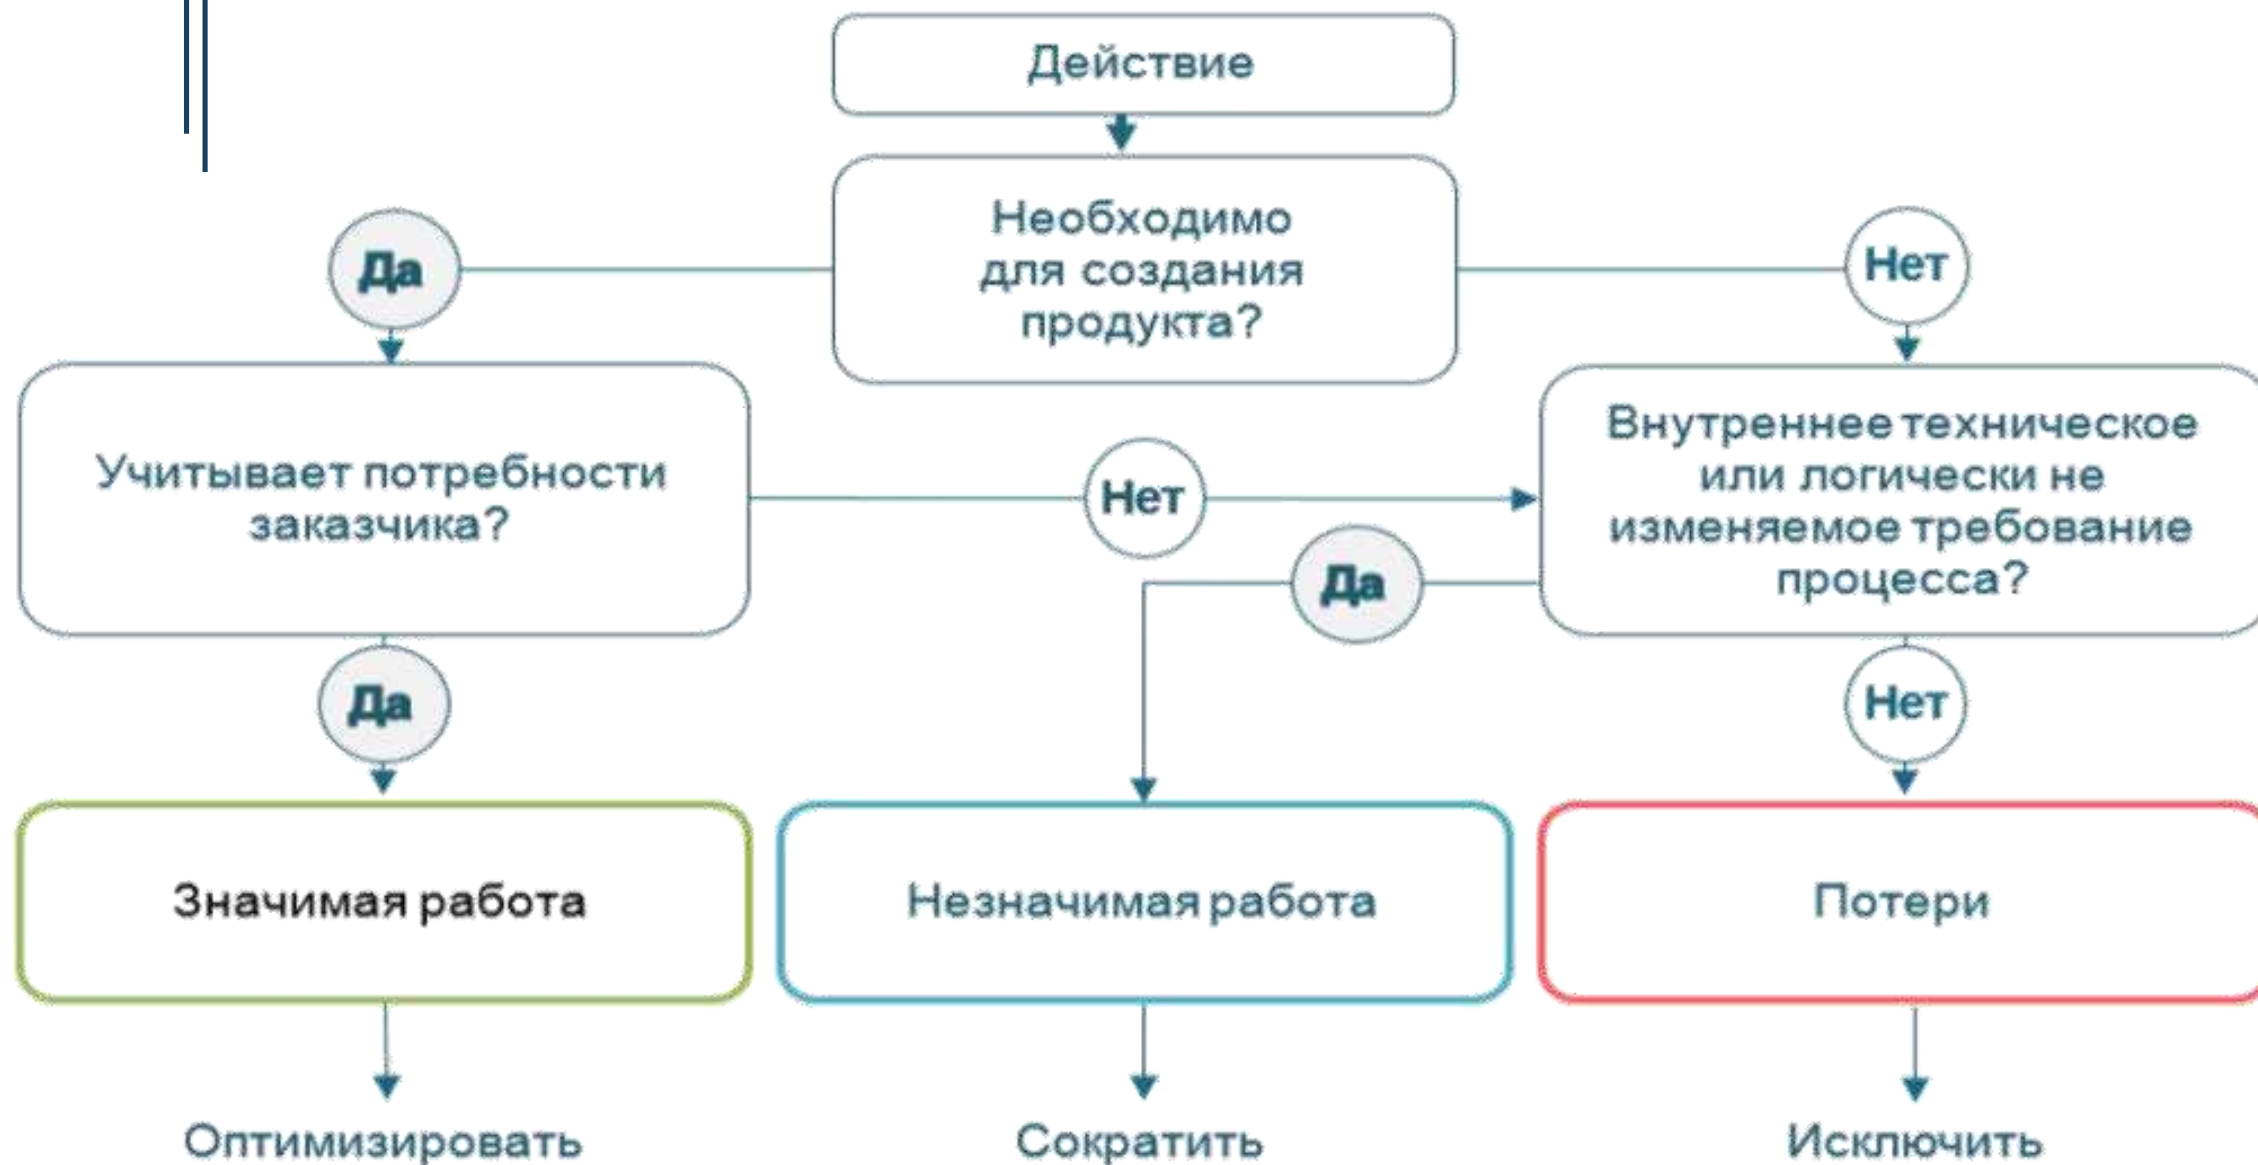 Действие
Необходимо
для создания
продукта?
Да
Нет
Учитывает потребности
заказчика?
Нет
Внутреннее техническое
или логически не
изменяемое требование
процесса?
Да
Да
Нет
Значимая работа
Незначимая работа
Потери
Оптимизировать
Сократить
Исключить